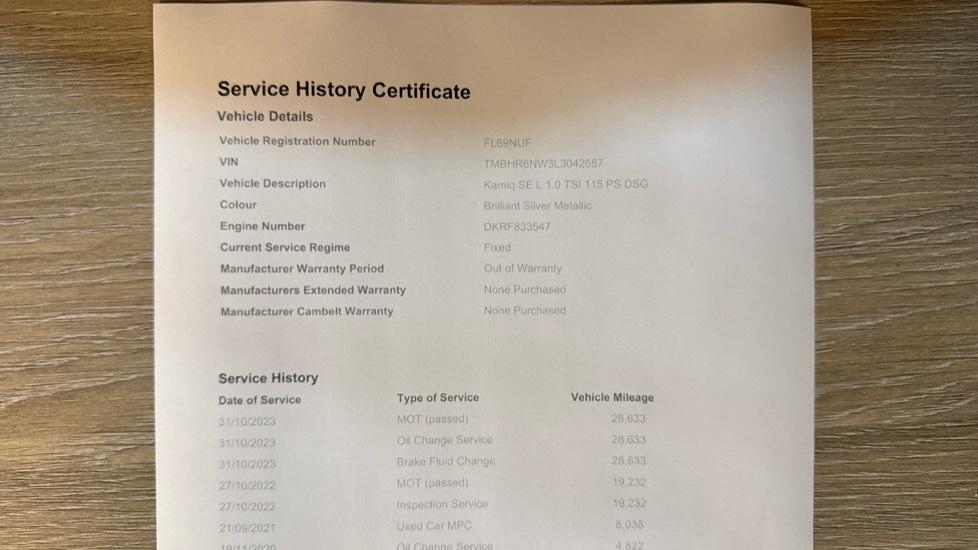 Service History Certificate
Vehicle Details
Vehicle Registration Number FL69NUF
VIN TMBHR6NW3L3042657
Vehicle Description Kamiq SE L 1.0 TSI 115 PS DSG
Colour Brilliant Silver Metallic
Engine Number DKRF833547
Current Service Regime Fixed
Manufacturer Warranty Period Out of Warranty
Manufacturers Extended Warranty None Purchased
Manufacturer Cambelt Warranty None Purchased
Service History
Date of Service Type of Service Vehicle Mileage
31/10/2023 MOT (passed) 28,633
31/10/2023 Oil Change Service 28,633
31/10/2023 Brake Fluid Change 28,633
27/10/2022 MOT (passed) 19,232
27/10/2022 Inspection Service 19,232
21/09/2021 Used Car MPC 8,038
19/11/2020 Oil Change Service 4,822